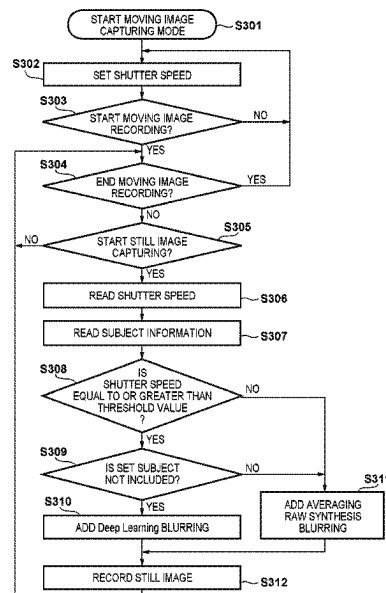 START MOVING IMAGE
CAPTURING MODE
S301
S302
SET SHUTTER SPEED
S303
START MOVING IMAGE
RECORDING?
NO
YES
S304
END MOVING IMAGE
RECORDING?
YES
NO
S305
NO
START STILL IMAGE
CAPTURING?
YES
READ SHUTTER SPEED
S306
READ SUBJECT INFORMATION
S307
S308
IS
SHUTTER SPEED
EQUAL TO OR GREATER THAN
THRESHOLD VALUE
?
NO
YES
S309
IS SET SUBJECT
NOT INCLUDED?
NO
S310
YES
ADD Deep Learning BLURRING
ADD AVERAGING
RAW SYNTHESIS
BLURRING
RECORD STILL IMAGE
S312